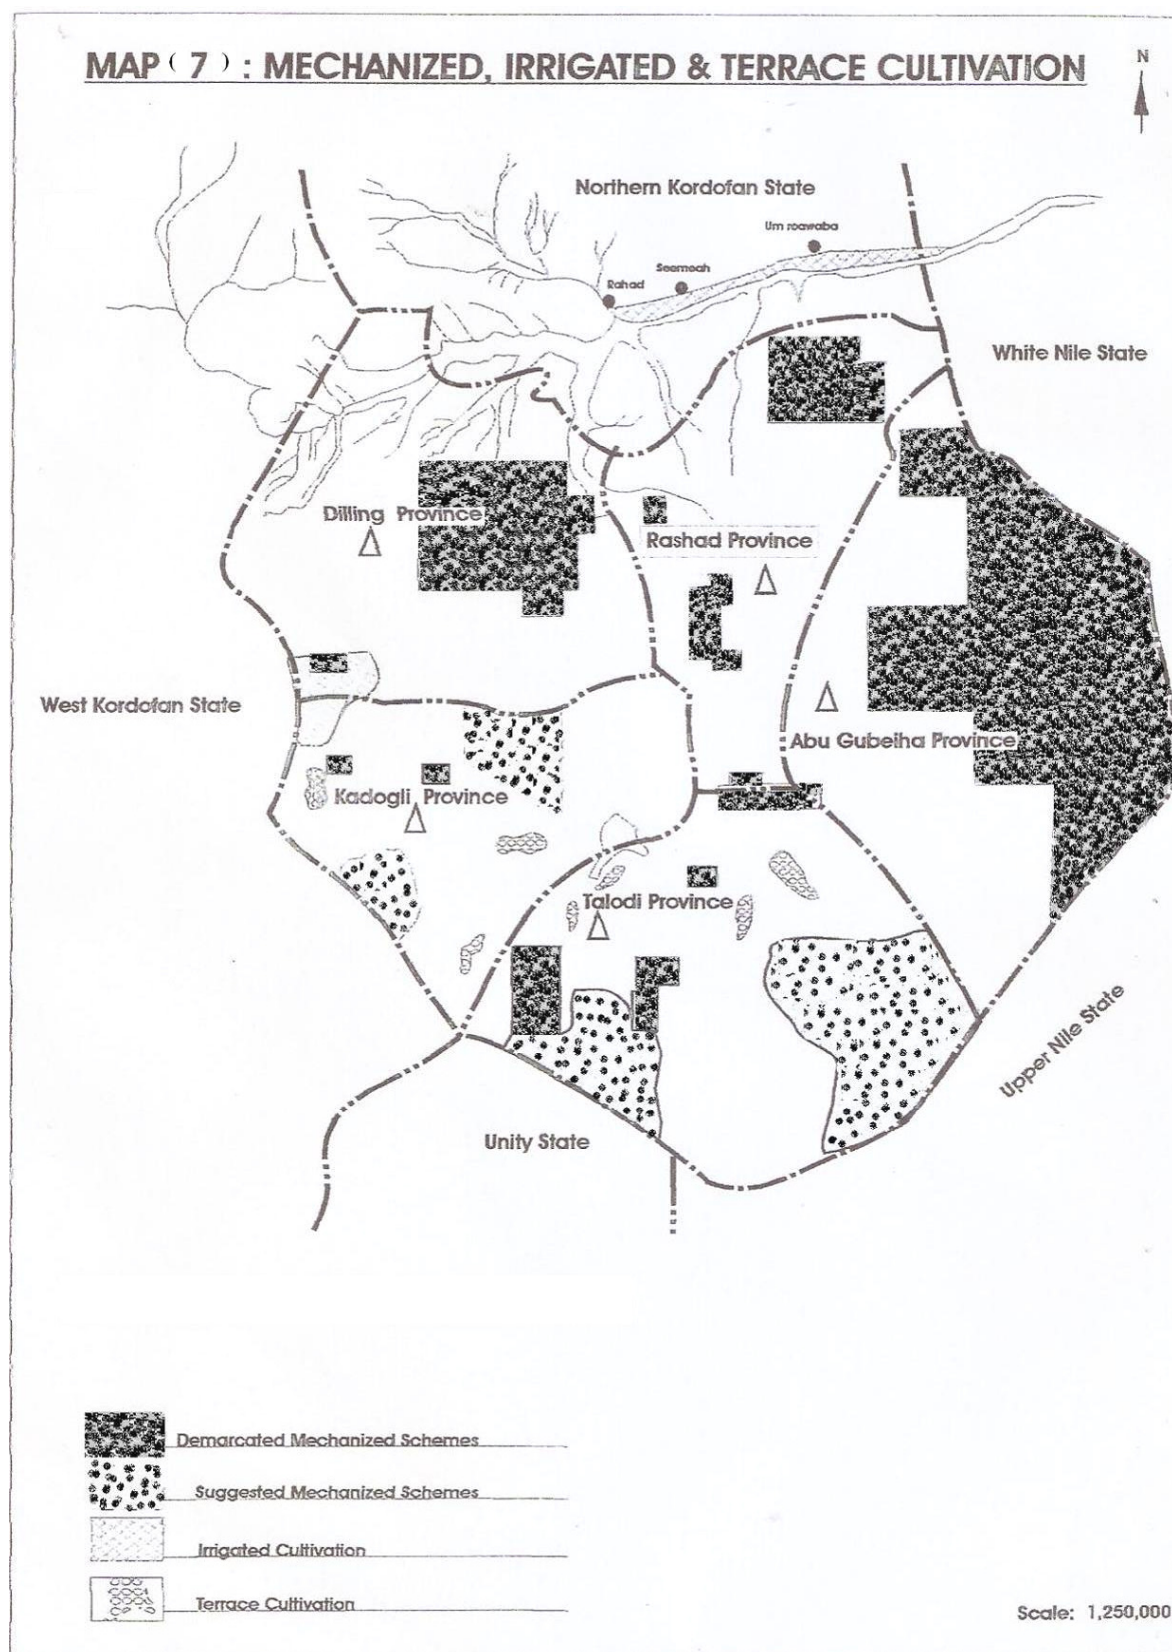 MAP ( 7 ) : MECHANIZED, IRRIGATED & TERRACE CULTIVATION
N
Northern Kordofan State
Um roawaba
Seemeah
Rahad
White Nile State
Dilling Province
Rashad Province
West Kordofan State
Abu Gubeiha Province
Kadogli Province
Talodi Province
Upper Nile State
Unity State
Demarcated Mechanized Schemes
Suggested Mechanized Schemes
Irrigated Cultivation
Terrace Cultivation
Scale: 1,250,000